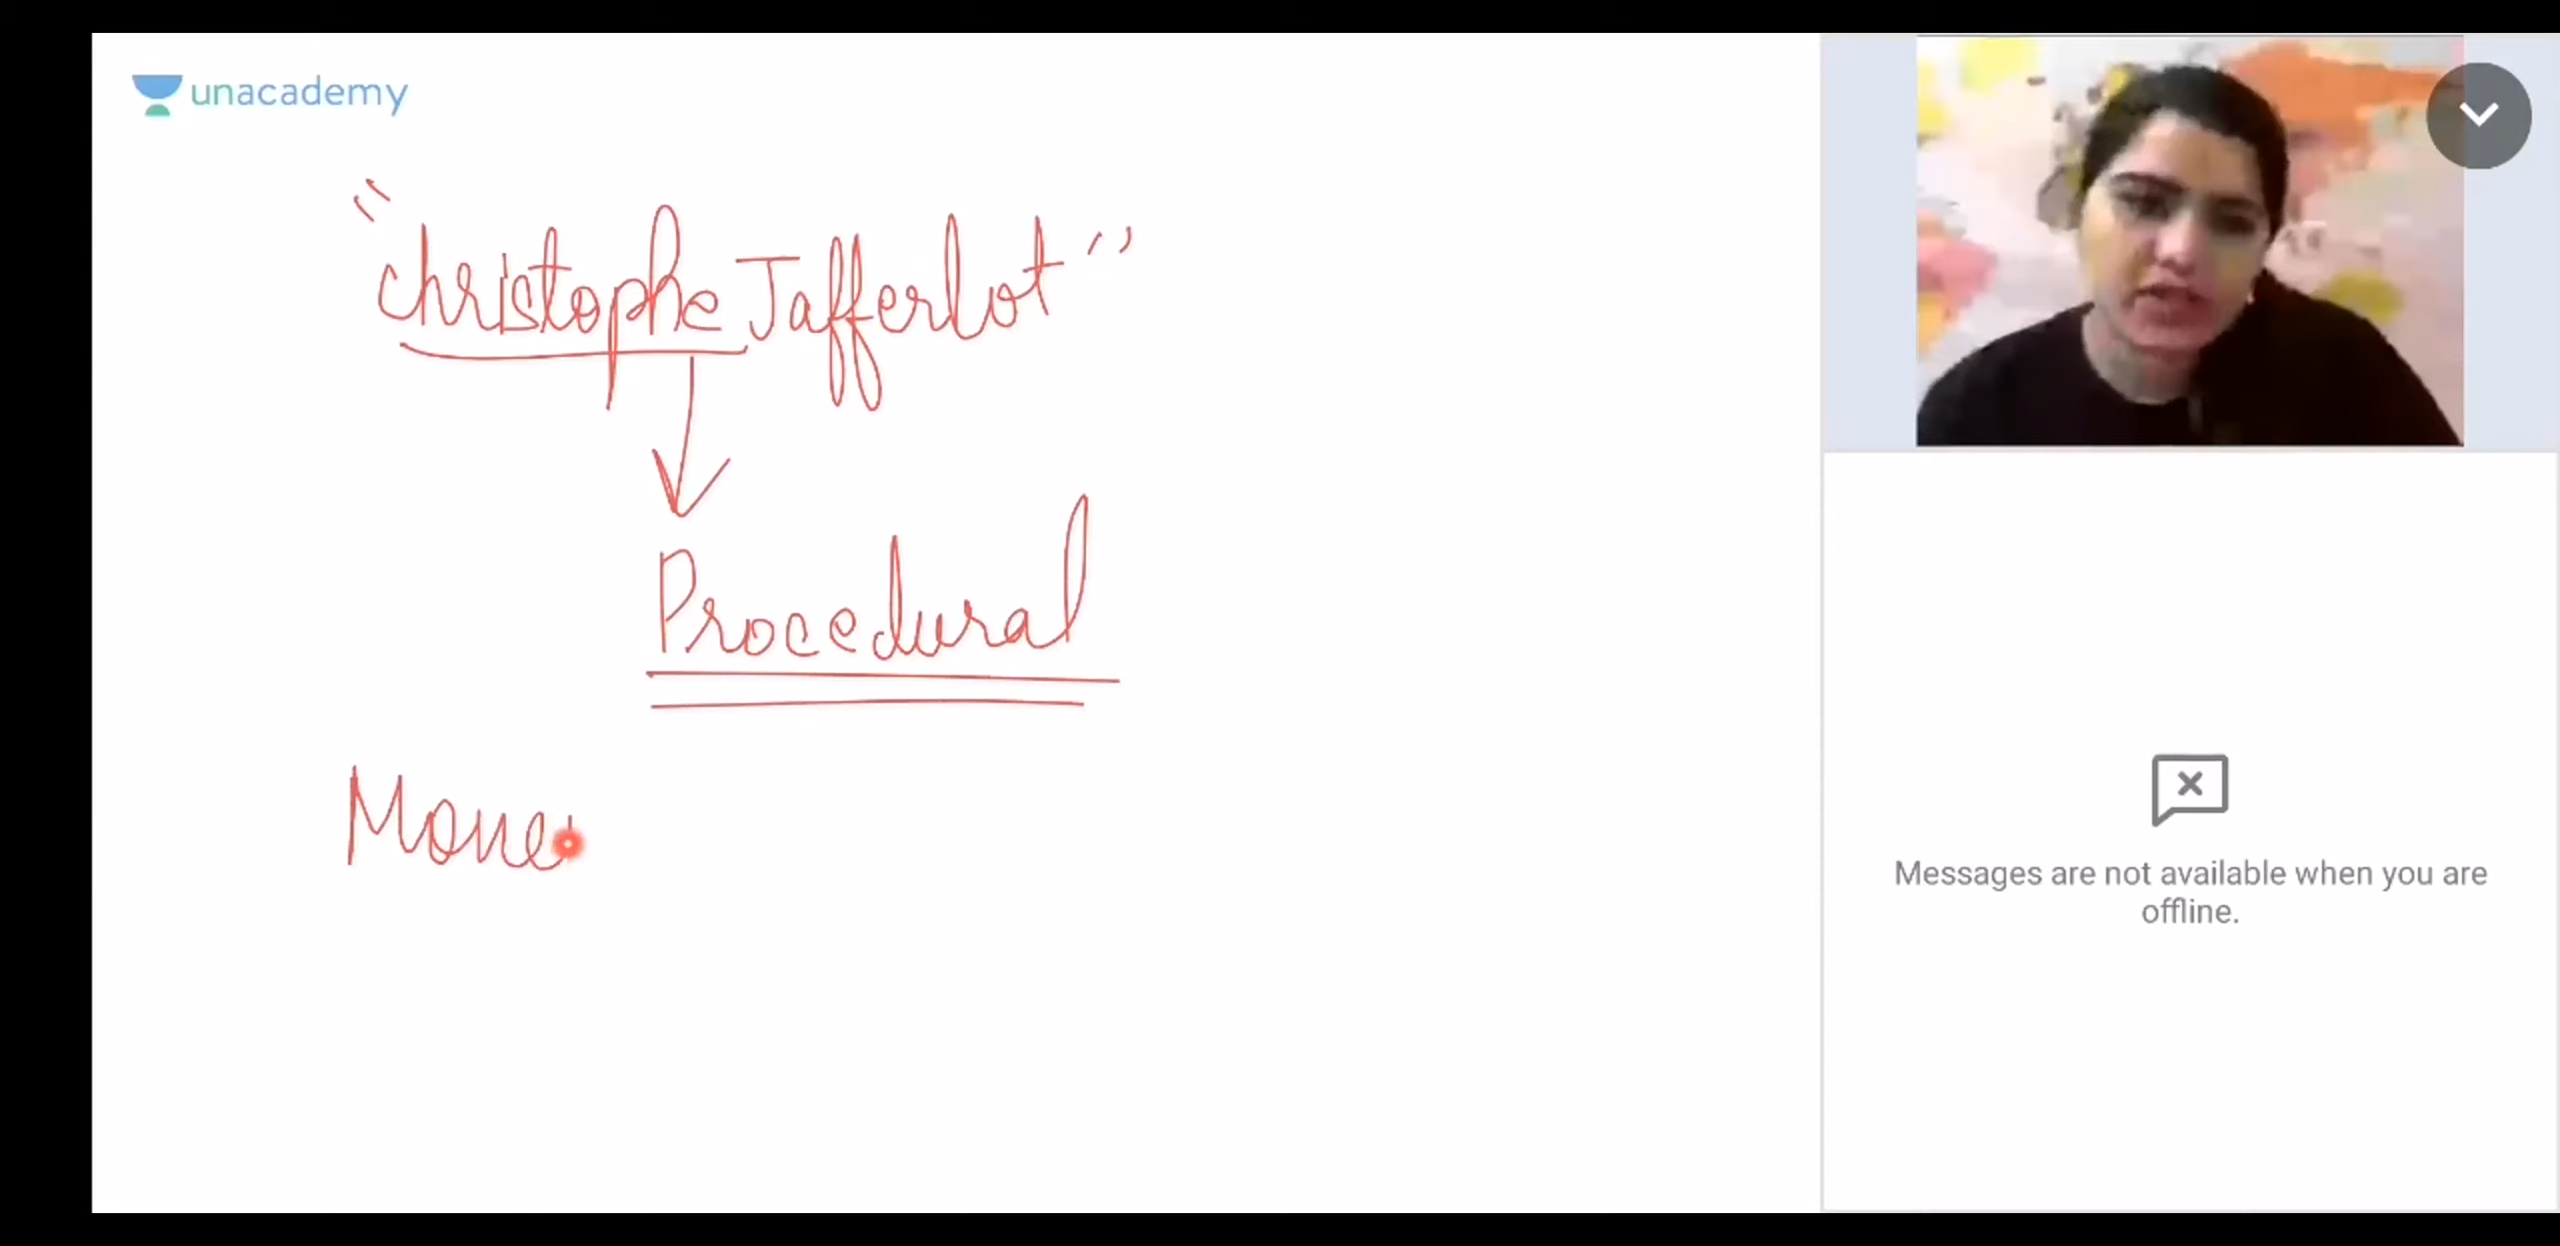 unacademy
"Christophe Jafferlot"
Procedural
Mone
Messages are not available when you are
offline.